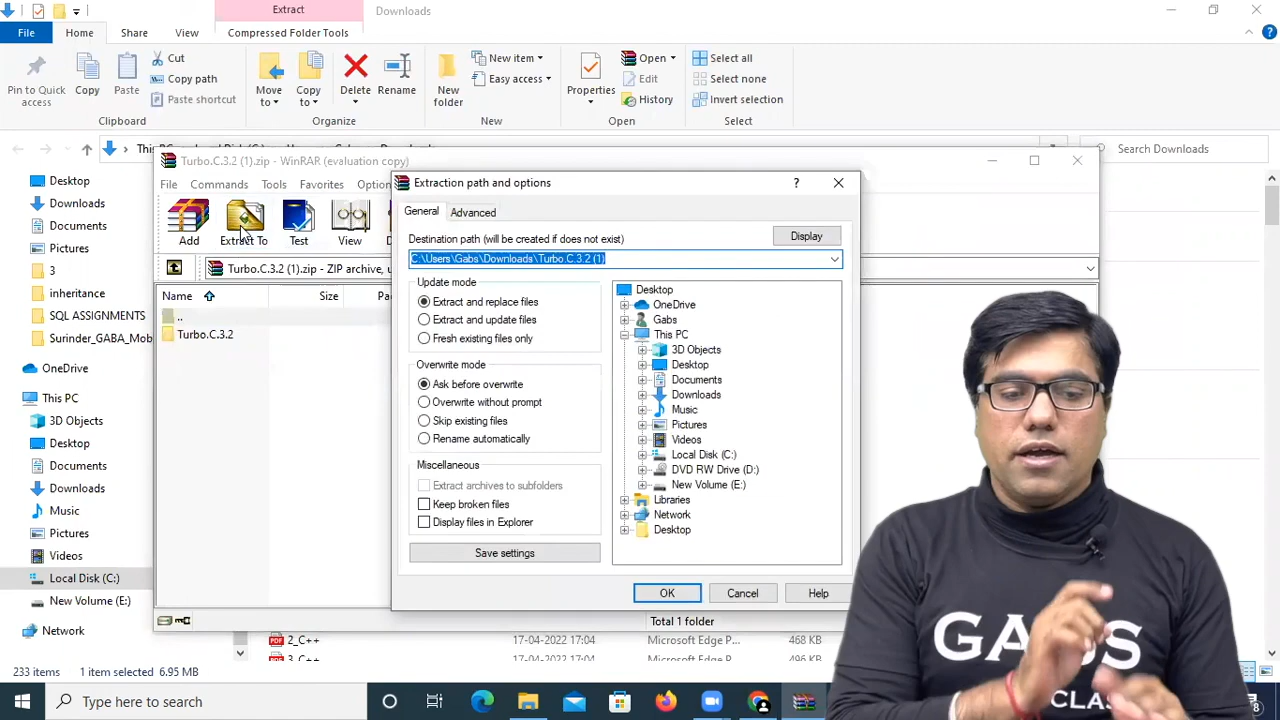 Extract
Downloads
File
Home
Share
View
Compressed Folder Tools
Pin to Quick access
Copy
Paste
Cut
Copy path
Paste shortcut
Clipboard
Move to
Copy to
Delete
Rename
Organize
New folder
New item
Easy access
New
Properties
Open
Edit
History
Open
Select all
Select none
Invert selection
Select
Search Downloads
Desktop
Downloads
Documents
Pictures
3
inheritance
SQL ASSIGNMENTS
Surinder_GABA_Mob
OneDrive
This PC
3D Objects
Desktop
Documents
Downloads
Music
Pictures
Videos
Local Disk (C:)
New Volume (E:)
Network
233 items
1 item selected 6.95 MB
Turbo.C.3.2 (1).zip - WinRAR (evaluation copy)
File
Commands
Tools
Favorites
Add
Extract To
Test
View
Turbo.C.3.2 (1).zip - ZIP archive,
Name
Size
..
Turbo.C.3.2
Total 1 folder
Extraction path and options
?
General
Advanced
Destination path (will be created if does not exist)
Display
C:\Users\Gabs\Downloads\Turbo.C.3.2 (1)
Update mode
Extract and replace files
Extract and update files
Fresh existing files only
Overwrite mode
Ask before overwrite
Overwrite without prompt
Skip existing files
Rename automatically
Miscellaneous
Extract archives to subfolders
Keep broken files
Display files in Explorer
Save settings
Desktop
OneDrive
Gabs
This PC
3D Objects
Desktop
Documents
Downloads
Music
Pictures
Videos
Local Disk (C:)
DVD RW Drive (D:)
New Volume (E:)
Libraries
Network
Desktop
OK
Cancel
Help
2_C++
17-04-2022 17:04
Microsoft Edge P...
468 KB
3_C++
17-04-2022 17:04
Microsoft Edge P...
496 KB
Type here to search